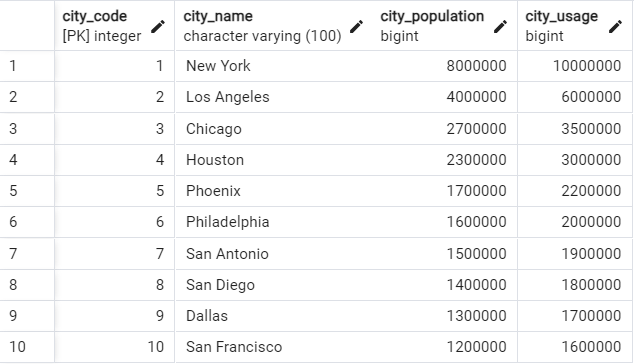 city_code city_name city_population city_usage
[PK] integer character varying (100) bigint bigint
1 1 New York 8000000 10000000
2 2 Los Angeles 4000000 6000000
3 3 Chicago 2700000 3500000
4 4 Houston 2300000 3000000
5 5 Phoenix 1700000 2200000
6 6 Philadelphia 1600000 2000000
7 7 San Antonio 1500000 1900000
8 8 San Diego 1400000 1800000
9 9 Dallas 1300000 1700000
10 10 San Francisco 1200000 1600000